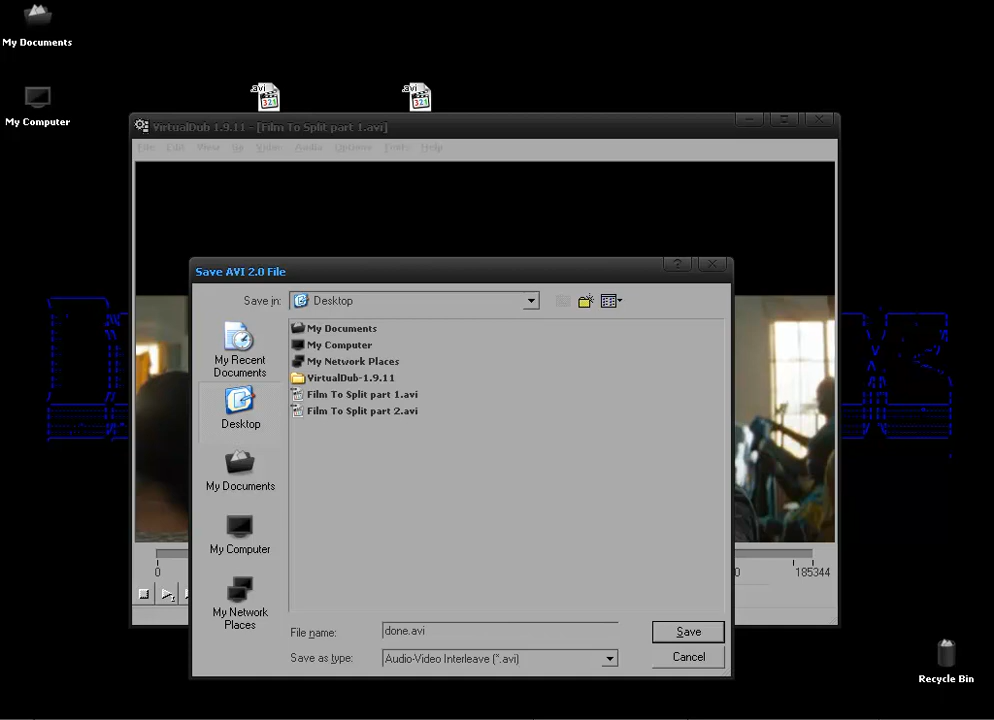 My Documents
My Computer
.avi
321
.avi
321
VirtualDub 1.9.11 - [Film To Split part 1.avi]
File Edit View Go Video Audio Options Tools Help
Save AVI 2.0 File
Save in: Desktop
My Recent
Documents
Desktop
My Documents
My Computer
My Network
Places
My Documents
My Computer
My Network Places
VirtualDub-1.9.11
Film To Split part 1.avi
Film To Split part 2.avi
File name: done.avi
Save
Save as type: Audio-Video Interleave (*.avi)
Cancel
0
0 185344
Recycle Bin